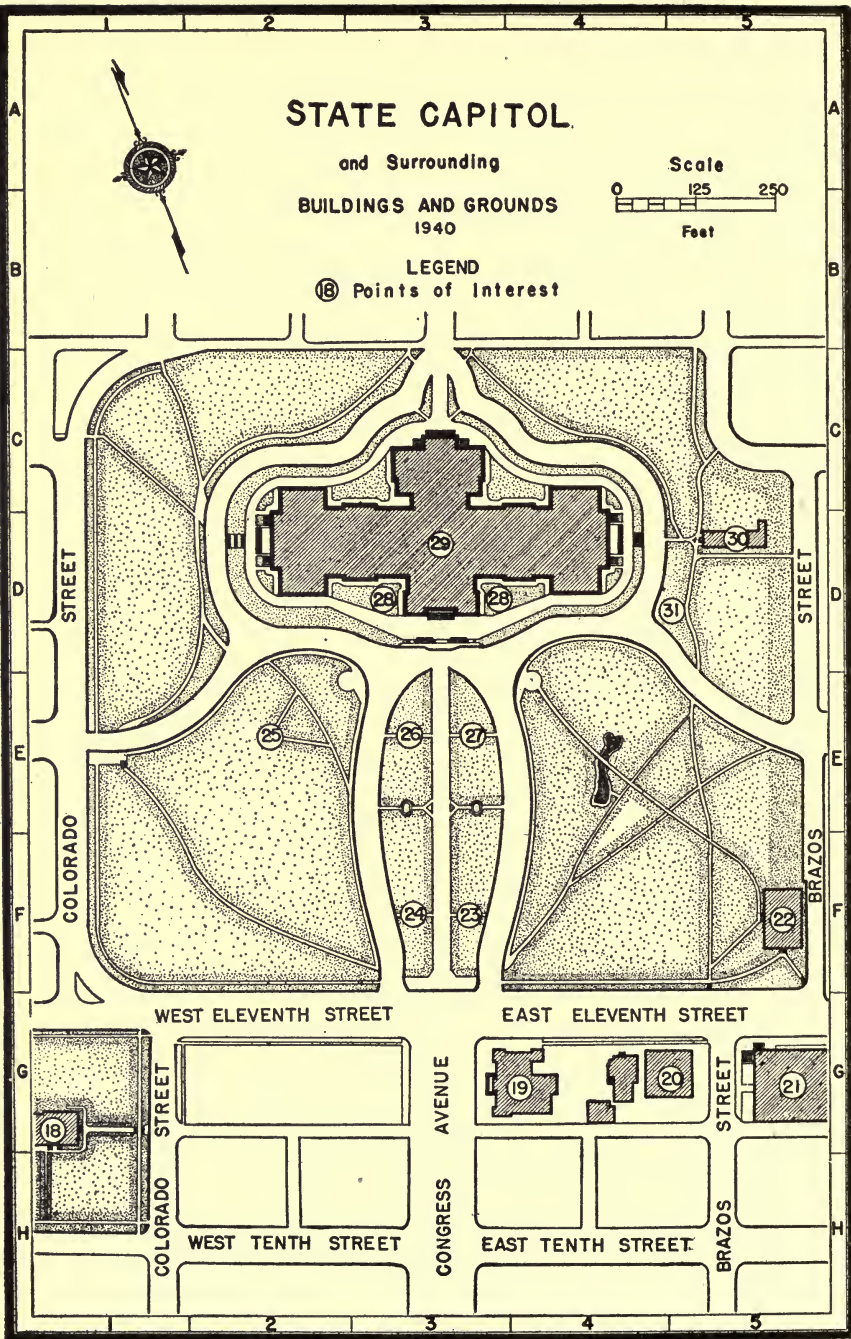 2 3 4 5
A A
STATE CAPITOL
and Surrounding
BUILDINGS AND GROUNDS
1940
Scale
0 125 250
Feet
B B
LEGEND
18 Points of Interest
C C
30
29
D D
STREET
STREET
28 28
31
E E
25
26 27
COLORADO
BRAZOS
F F
24 23
22
WEST ELEVENTH STREET
EAST ELEVENTH STREET
G G
STREET
AVENUE
STREET
19
20
21
18
H H
COLORADO
CONGRESS
BRAZOS
WEST TENTH STREET
EAST TENTH STREET
2 3 4 5